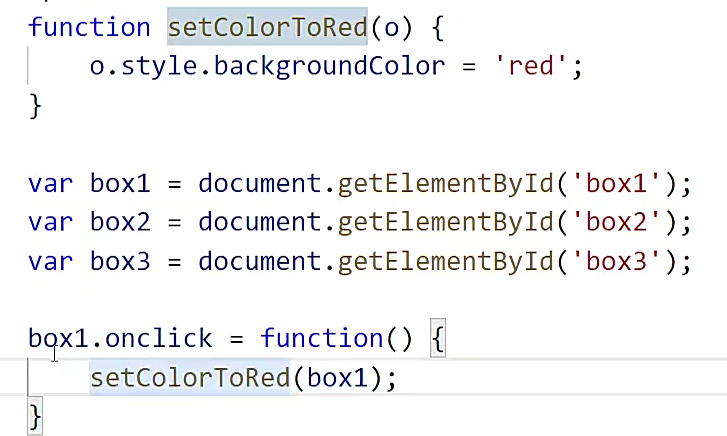 function setColorToRed(o) {
    o.style.backgroundColor = 'red';
}
var box1 = document.getElementById('box1');
var box2 = document.getElementById('box2');
var box3 = document.getElementById('box3');
box1.onclick = function() {
    setColorToRed(box1);
}